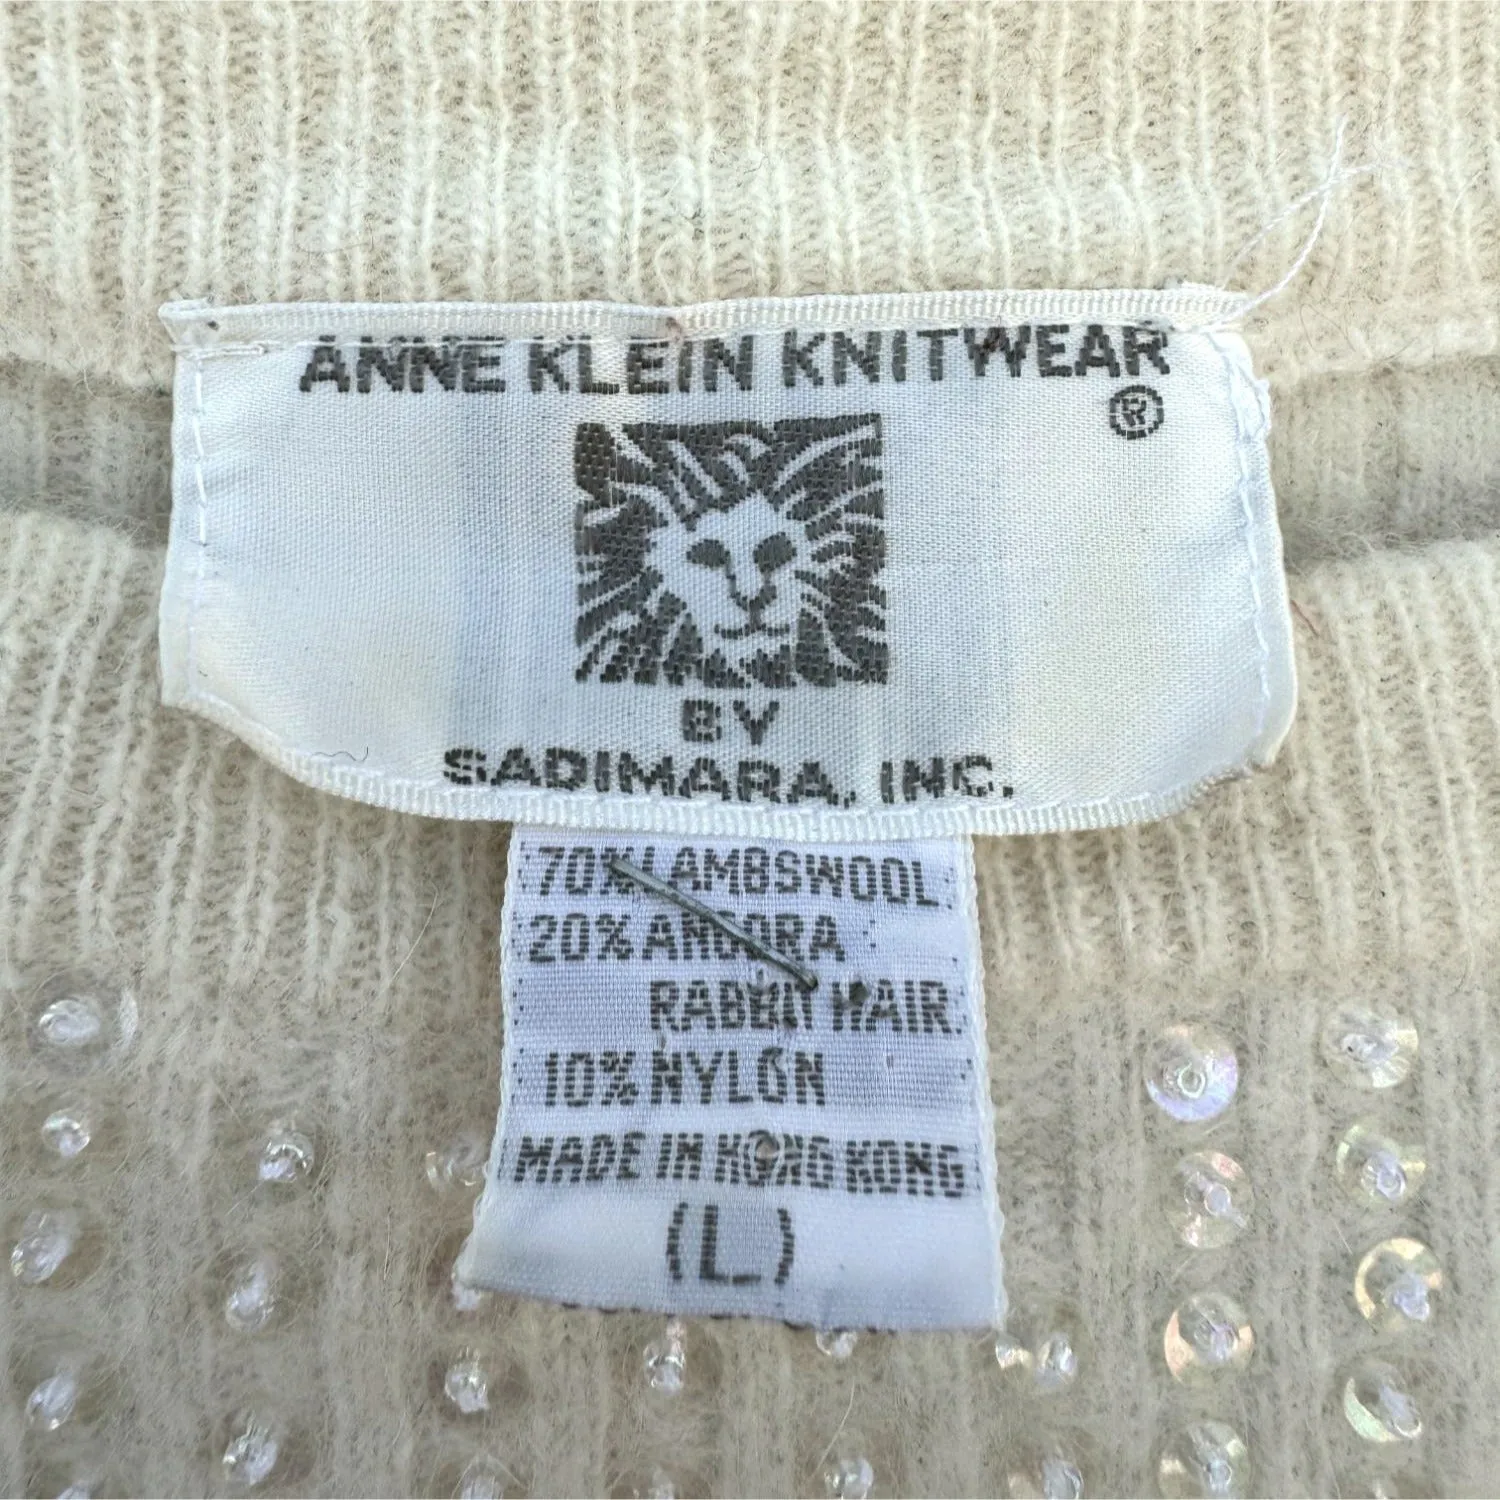 ANNE KLEIN KNITWEAR
®
BY
SADIMARA, INC.
70% LAMBSWOOL
20% ANGORA
RABBIT HAIR
10% NYLON
MADE IN HONG KONG
(L)